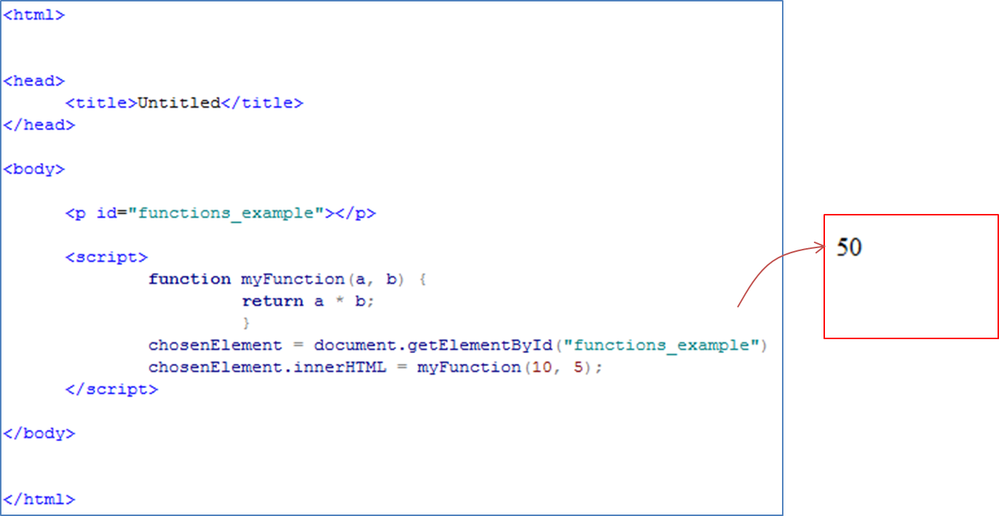 <html>
<head>
<title>Untitled</title>
</head>
<body>
<p id="functions_example"></p>
<script>
function myFunction(a, b) {
return a * b;
}
chosenElement = document.getElementById("functions_example")
chosenElement.innerHTML = myFunction(10, 5);
</script>
</body>
</html>
50